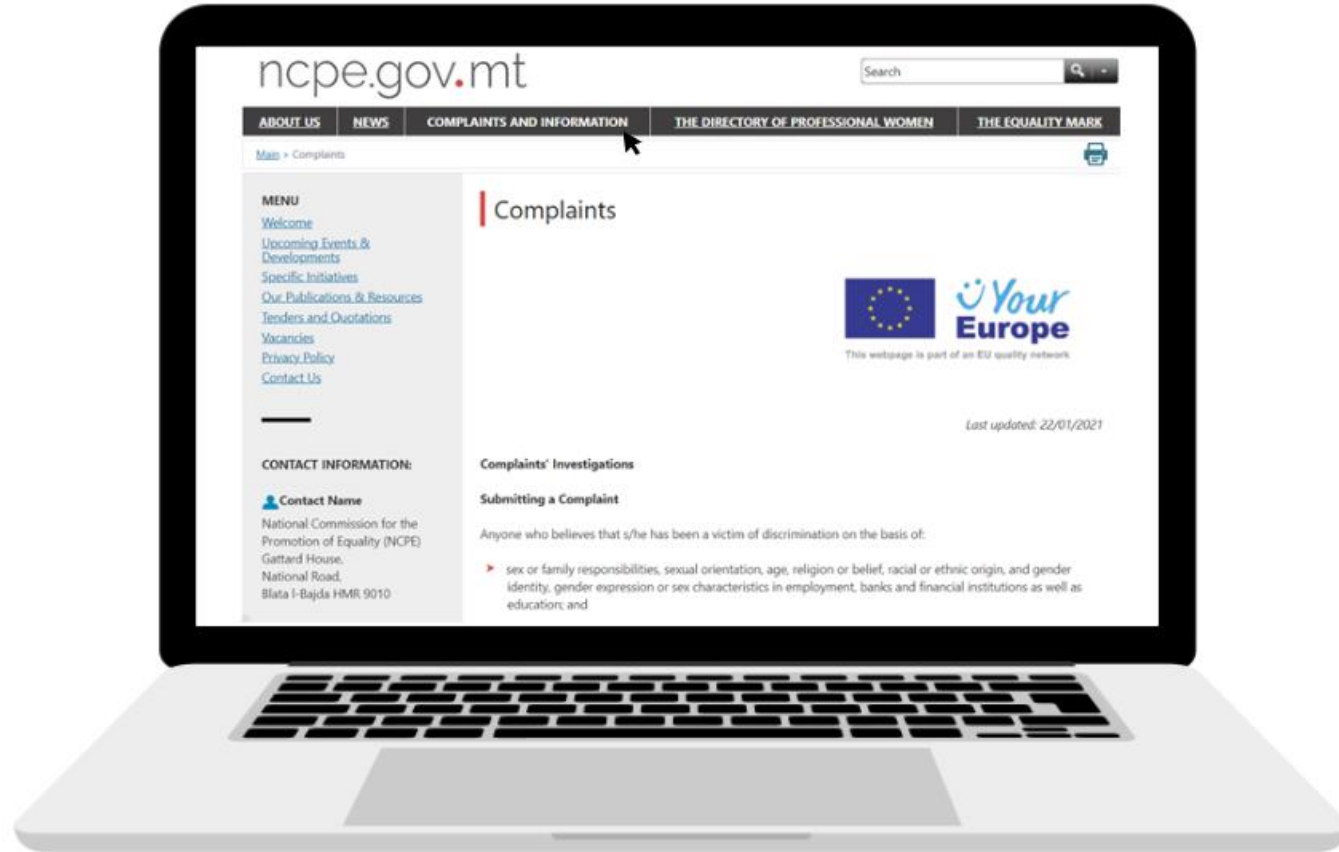 ncpe.gov.mt
Search
ABOUT US NEWS COMPLAINTS AND INFORMATION THE DIRECTORY OF PROFESSIONAL WOMEN THE EQUALITY MARK
Main » Complaints
MENU
Welcome
Upcoming Events &
Developments
Specific Initiatives
Our Publications & Resources
Tenders and Quotations
Vacancies
Privacy Policy
Contact Us
CONTACT INFORMATION:
Contact Name
National Commission for the
Promotion of Equality (NCPE)
Gattard House,
National Road,
Blata l-Bajda HMR 9010
Complaints
Your
Europe
This webpage is part of an EU quality network
Last updated: 22/01/2021
Complaints' Investigations
Submitting a Complaint
Anyone who believes that s/he has been a victim of discrimination on the basis of:
sex or family responsibilities, sexual orientation, age, religion or belief, racial or ethnic origin, and gender
identity, gender expression or sex characteristics in employment, banks and financial institutions as well as
education; and